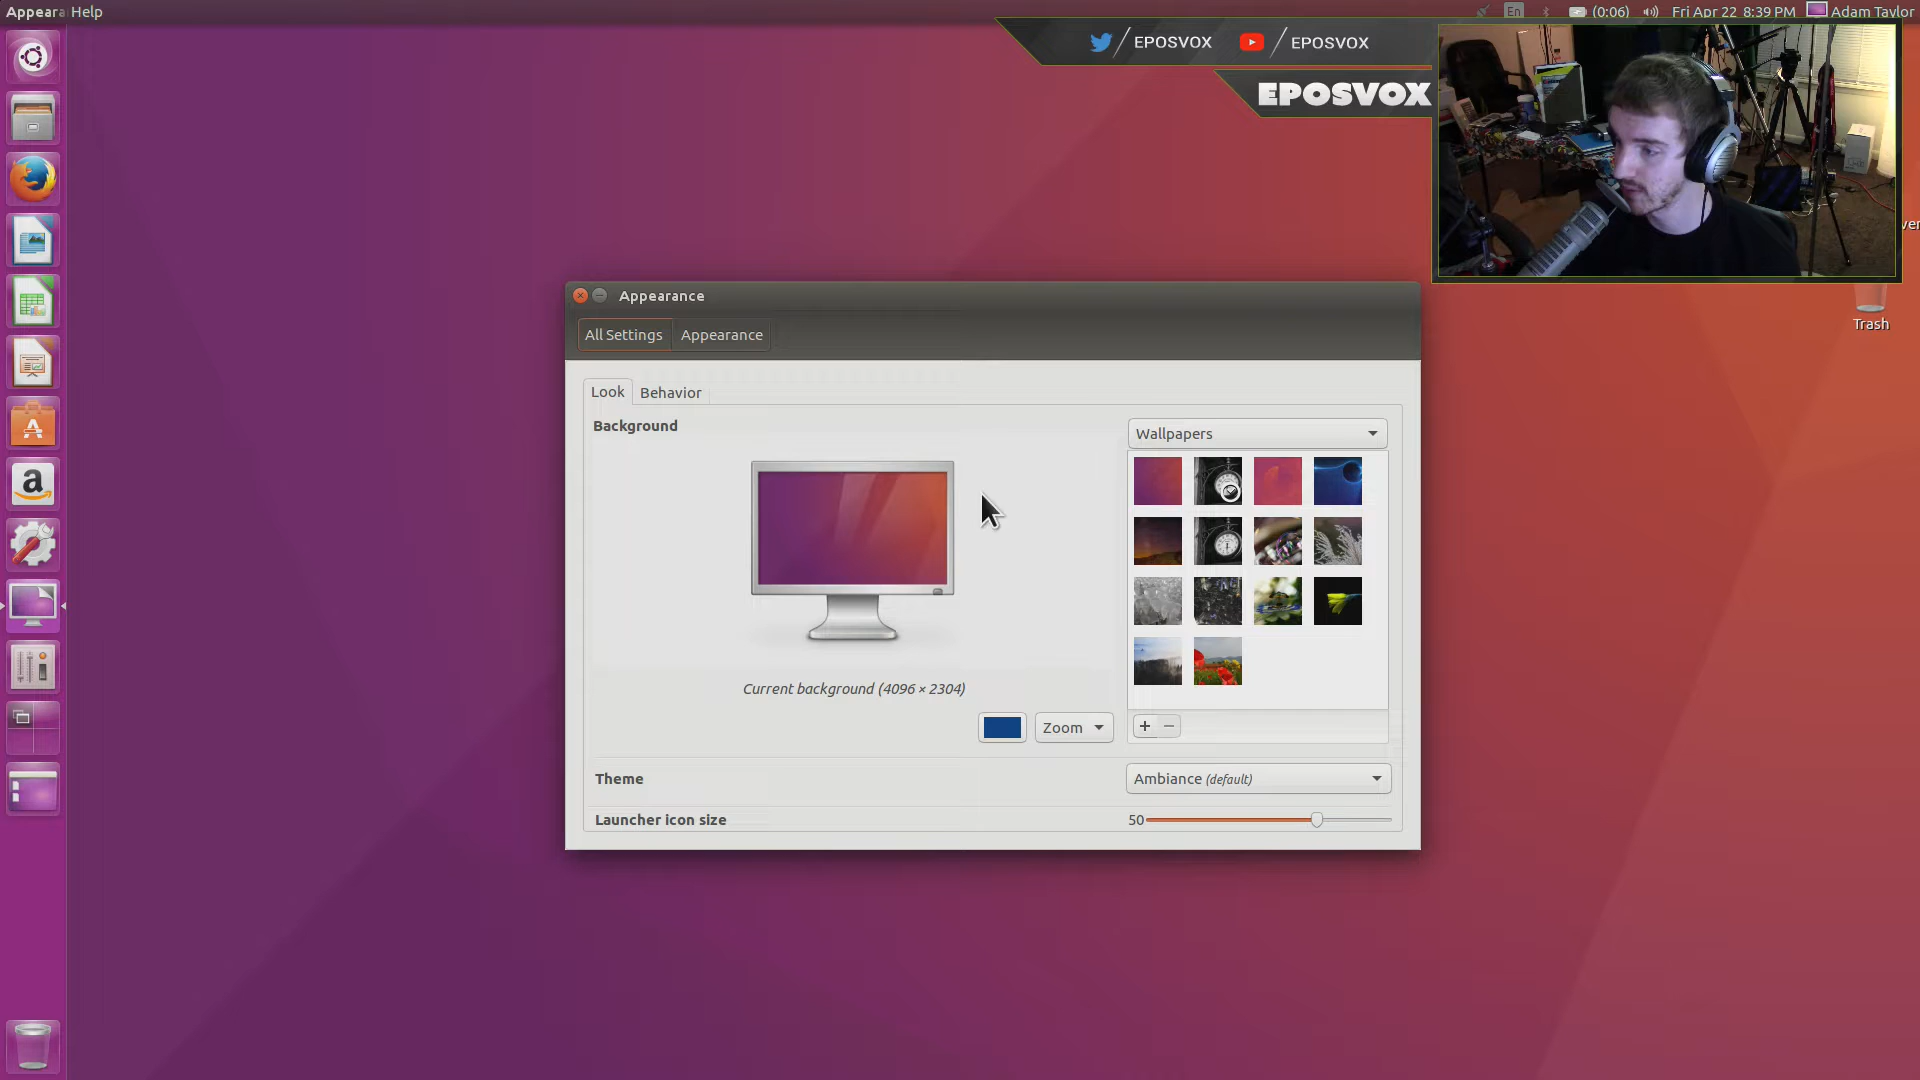 Appeara Help
En (0:06) Fri Apr 22 8:39 PM Adam Taylor
EPOSVOX EPOSVOX
EPOSVOX
Trash
Appearance
All Settings Appearance
Look Behavior
Background
Wallpapers
Current background (4096 × 2304)
Zoom
+ −
Theme
Ambiance (default)
Launcher icon size
50